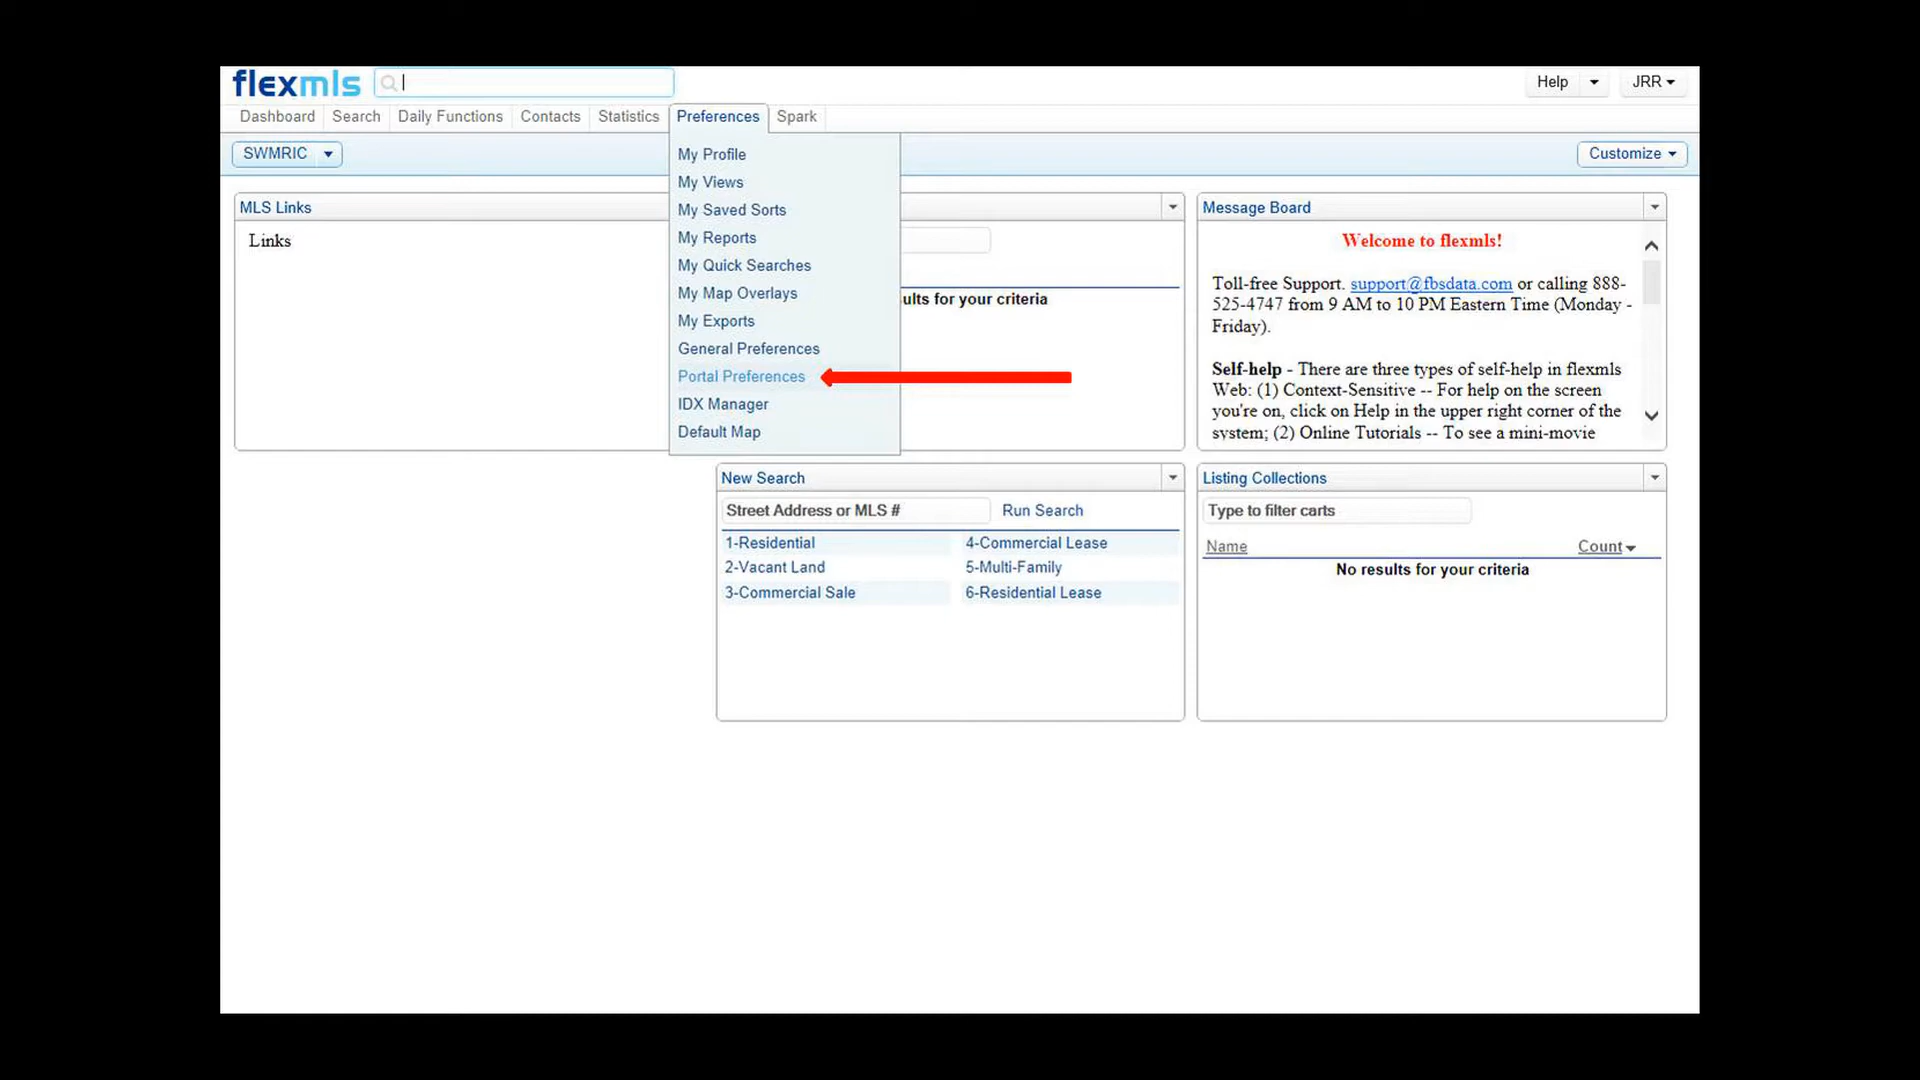 flexmls
Help
JRR
Dashboard
Search
Daily Functions
Contacts
Statistics
Preferences
Spark
SWMRIC
Customize
My Profile
My Views
My Saved Sorts
My Reports
My Quick Searches
My Map Overlays
My Exports
General Preferences
Portal Preferences
IDX Manager
Default Map
MLS Links
Links
ults for your criteria
Message Board
Welcome to flexmls!
Toll-free Support. support@fbsdata.com or calling 888-
525-4747 from 9 AM to 10 PM Eastern Time (Monday -
Friday).
Self-help - There are three types of self-help in flexmls
Web: (1) Context-Sensitive -- For help on the screen
you're on, click on Help in the upper right corner of the
system; (2) Online Tutorials -- To see a mini-movie
New Search
Street Address or MLS #
Run Search
1-Residential
4-Commercial Lease
2-Vacant Land
5-Multi-Family
3-Commercial Sale
6-Residential Lease
Listing Collections
Type to filter carts
Name
Count
No results for your criteria